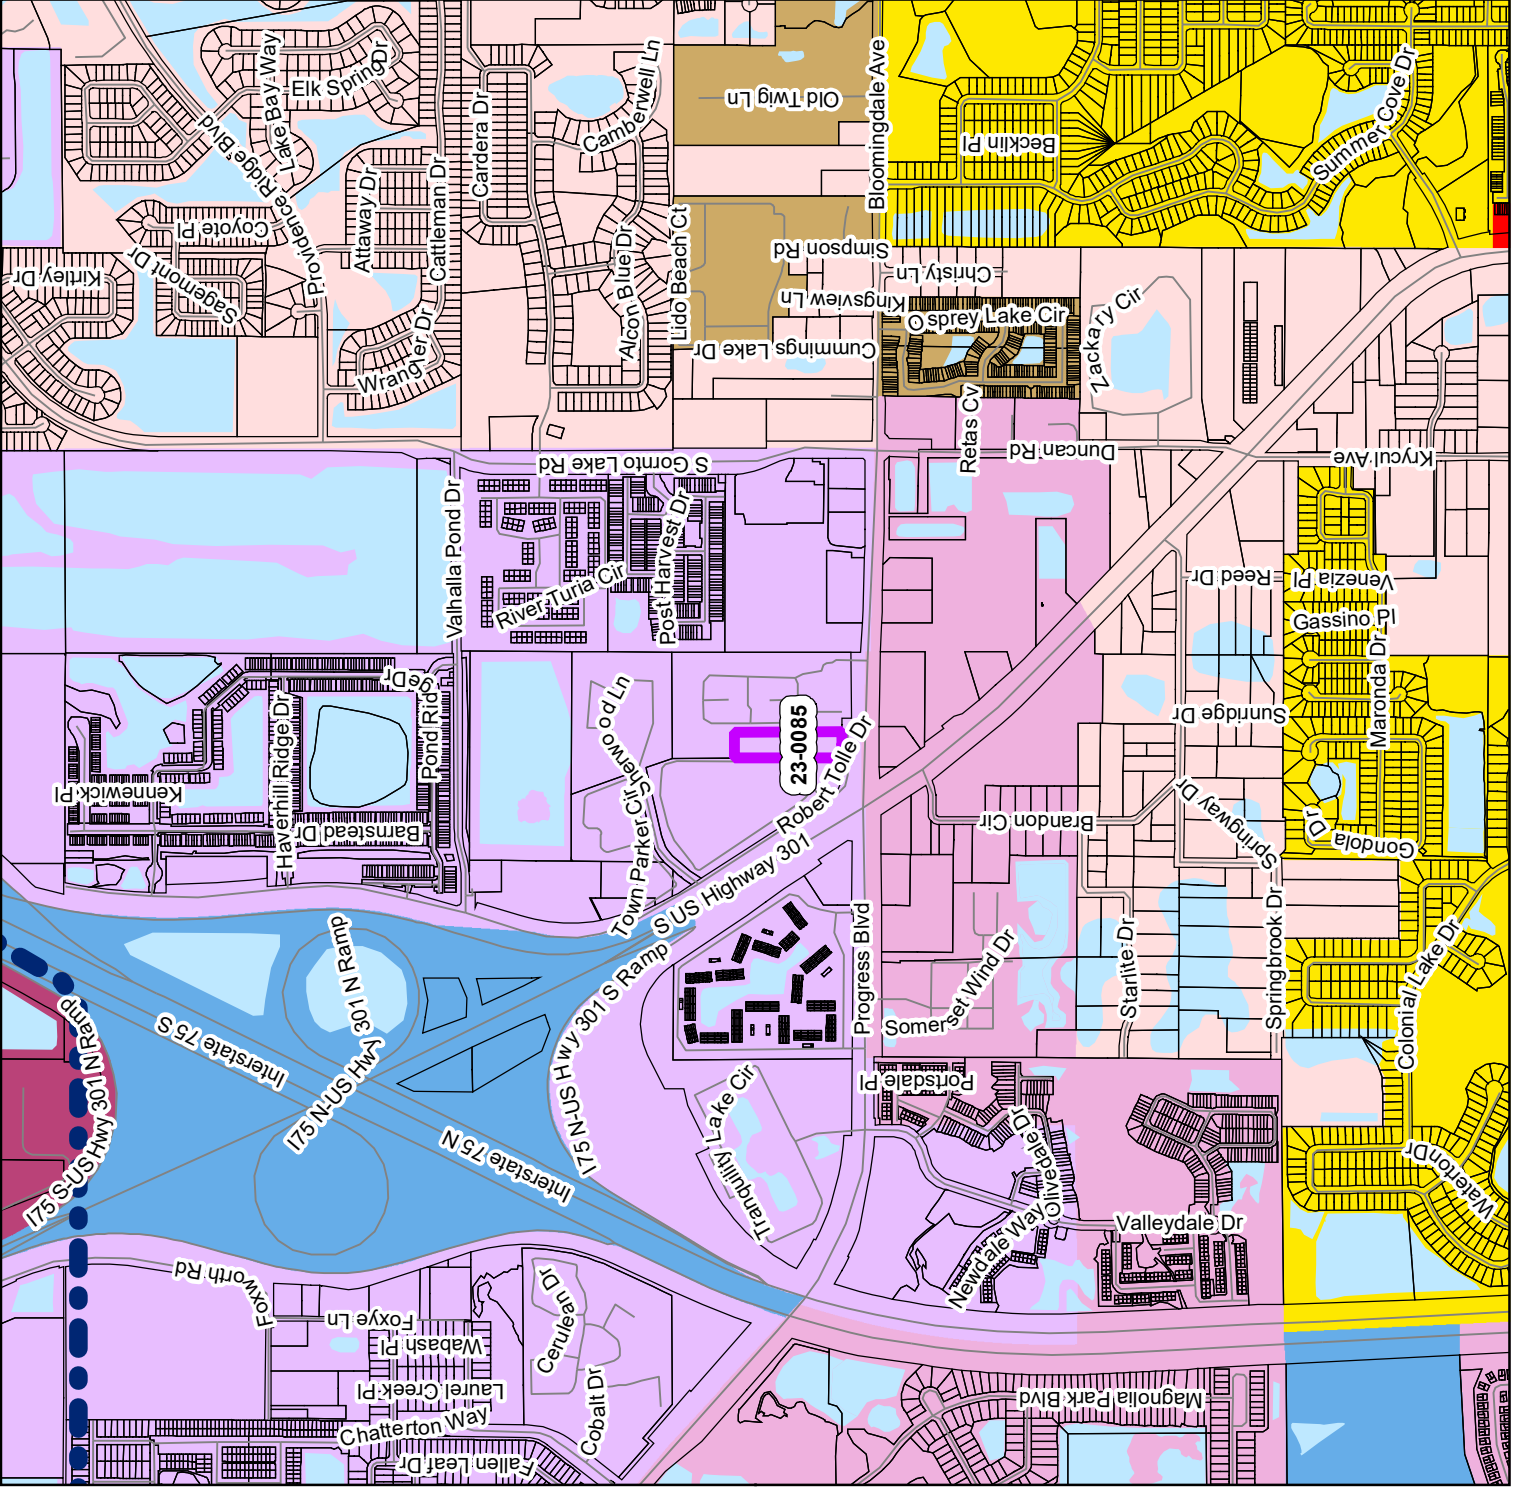 Elk Spring Dr
Lake Bay Way
Providence Ridge Blvd
Coyote Pl
Attaway Dr
Cattleman Dr
Kirtley Dr
Sagemont Dr
Wrangler Dr
Cardera Dr
Camberwell Ln
Alcon Blue Dr
Lido Beach Ct
Old Twig Ln
Bloomingdale Ave
Becklin Pl
Summer Cove Dr
Simpson Rd
Christy Ln
Kingsview Ln
Osprey Lake Cir
Cummings Lake Dr
Zackary Cir
Retas Cv
Duncan Rd
Krycul Ave
S Gornto Lake Rd
Valhalla Pond Dr
River Turia Cir
Post Harvest Dr
Reed Dr
Venezia Pl
Gassino Pl
Maronda Dr
Sunridge Dr
Pond Ridge Dr
Haverhill Ridge Dr
Kennewick Pl
Barnstead Dr
Sherwood Ln
Town Parker Cir
23-0085
Robert Tolle Dr
S US Highway 301
Brandon Cir
Springway Dr
Gondola Dr
Progress Blvd
Somerset Wind Dr
Starlite Dr
Springbrook Dr
Colonial Lake Dr
I75 N-US Hwy 301 N Ramp
I75 N-US Hwy 301 S Ramp
I75 S-US Hwy 301 N Ramp
Interstate 75 S
Interstate 75 N
Portsdale Pl
Tranquility Lake Cir
Olivedale Dr
Newdale Way
Valleydale Dr
Waterton Dr
Foxworth Rd
Foxye Ln
Wabash Pl
Laurel Creek Pl
Chatterton Way
Fallen Leaf Dr
Cerulean Dr
Cobalt Dr
Magnolia Park Blvd